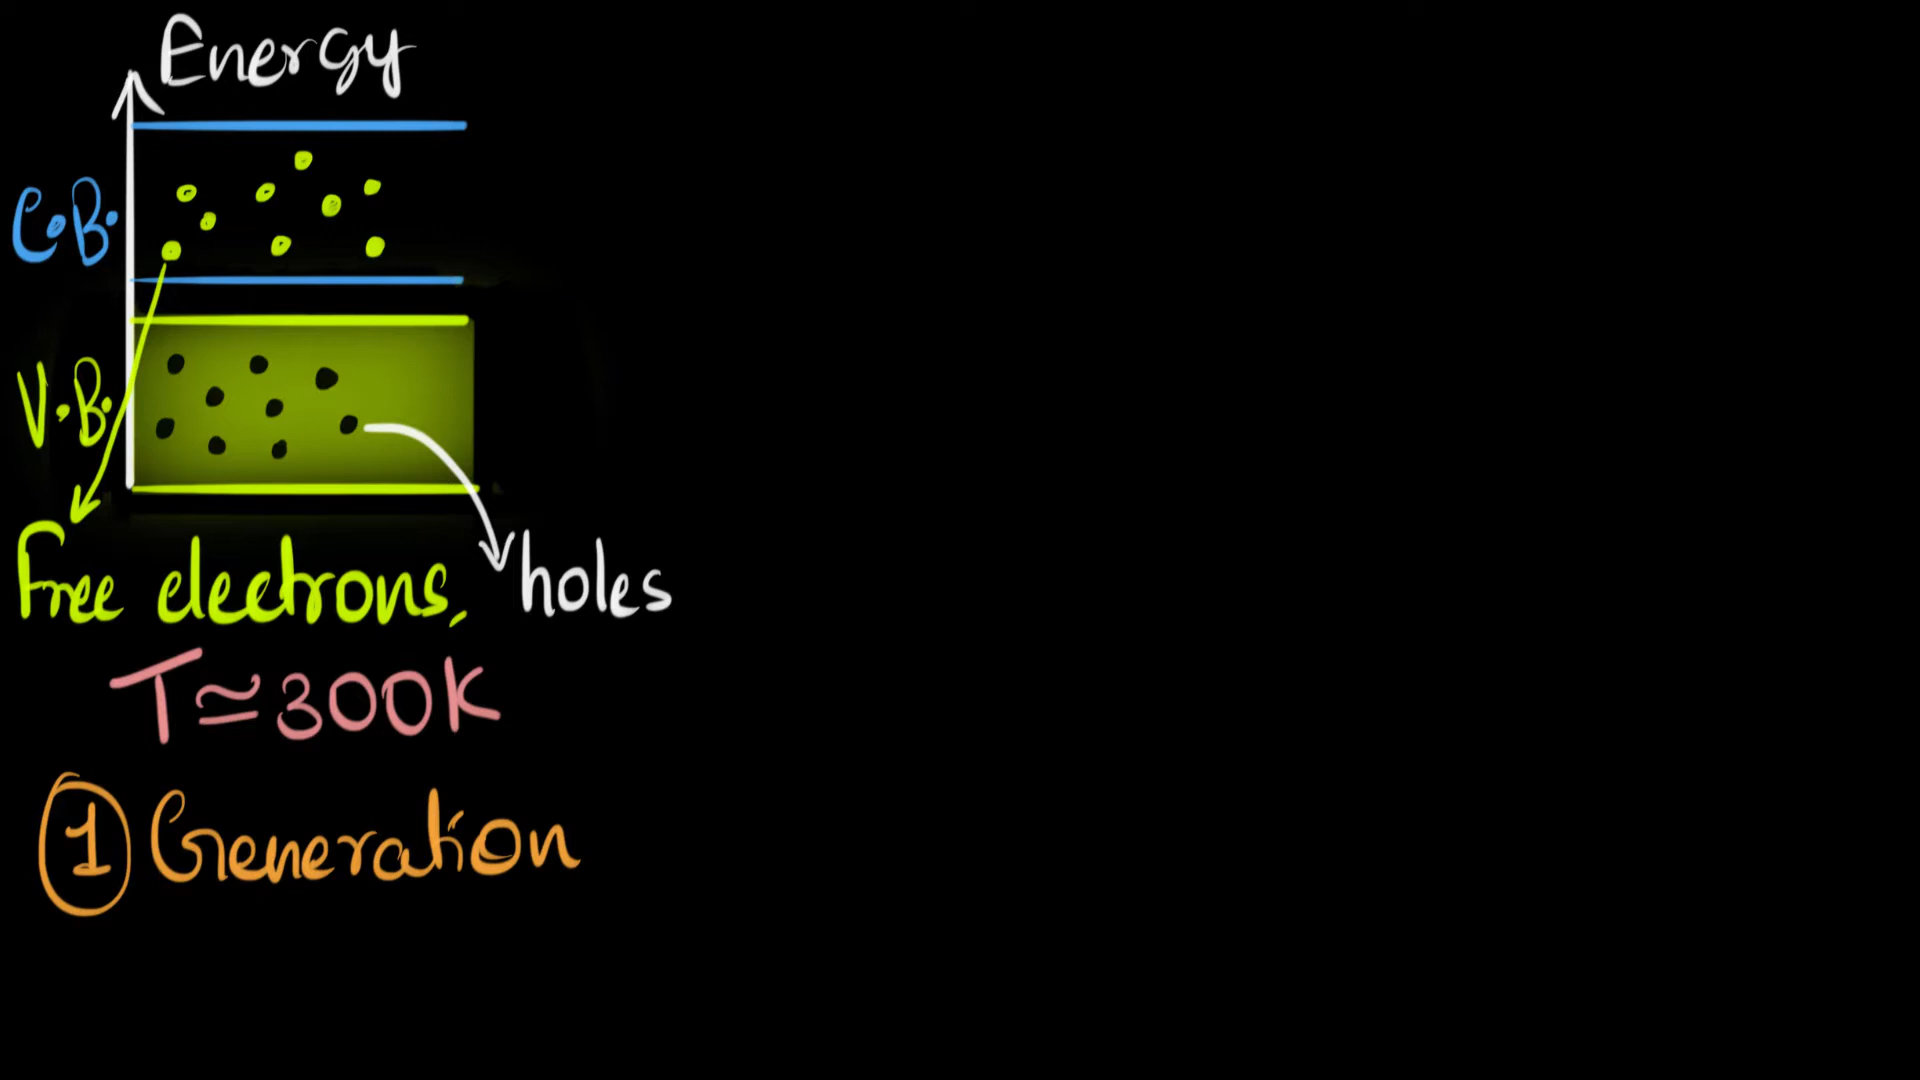 Energy
C.B.
V.B.
Free electrons, holes
T≃300K
1 Generation